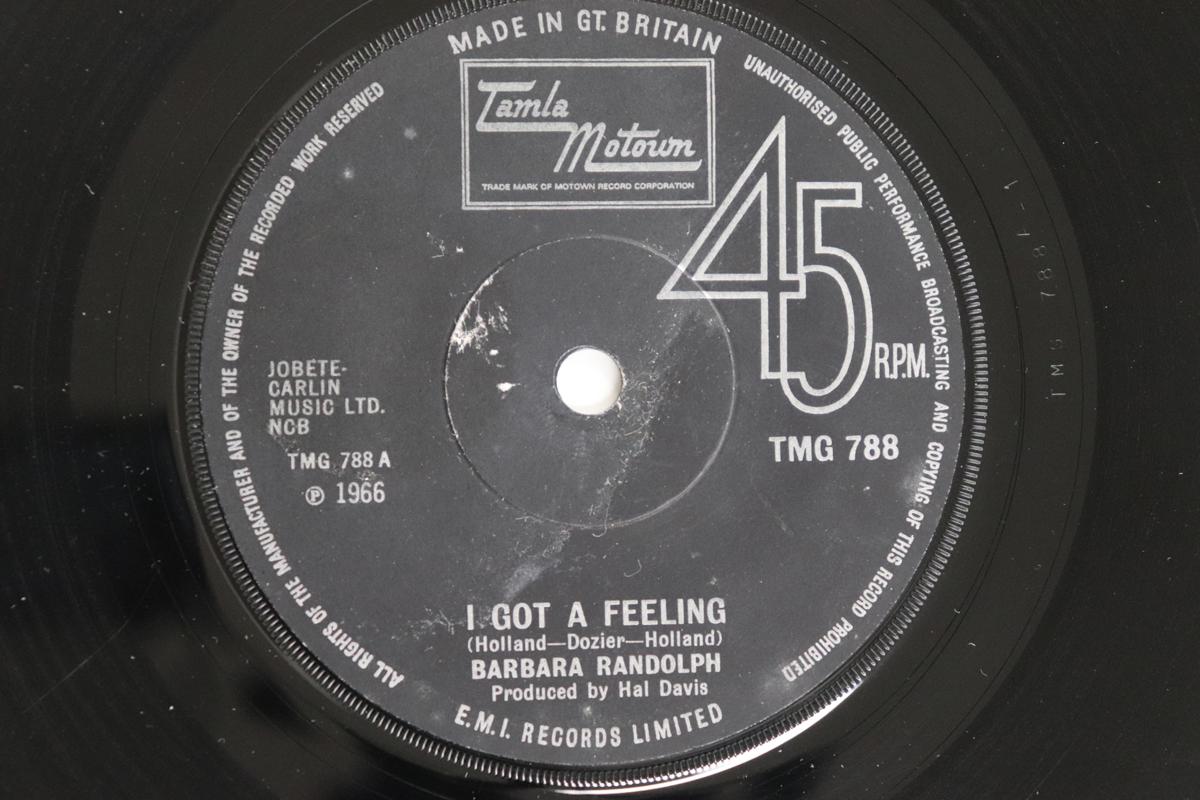 MADE IN GT. BRITAIN
Tamla
Motown
TRADE MARK OF MOTOWN RECORD CORPORATION
45
R.P.M.
TMG 788
JOBETE-
CARLIN
MUSIC LTD.
NCB
TMG 788 A
℗ 1966
I GOT A FEELING
(Holland—Dozier—Holland)
BARBARA RANDOLPH
Produced by Hal Davis
E.M.I. RECORDS LIMITED
ALL RIGHTS OF THE MANUFACTURER AND OF THE OWNER OF THE RECORDED WORK RESERVED
UNAUTHORISED PUBLIC PERFORMANCE BROADCASTING AND COPYING OF THIS RECORD PROHIBITED